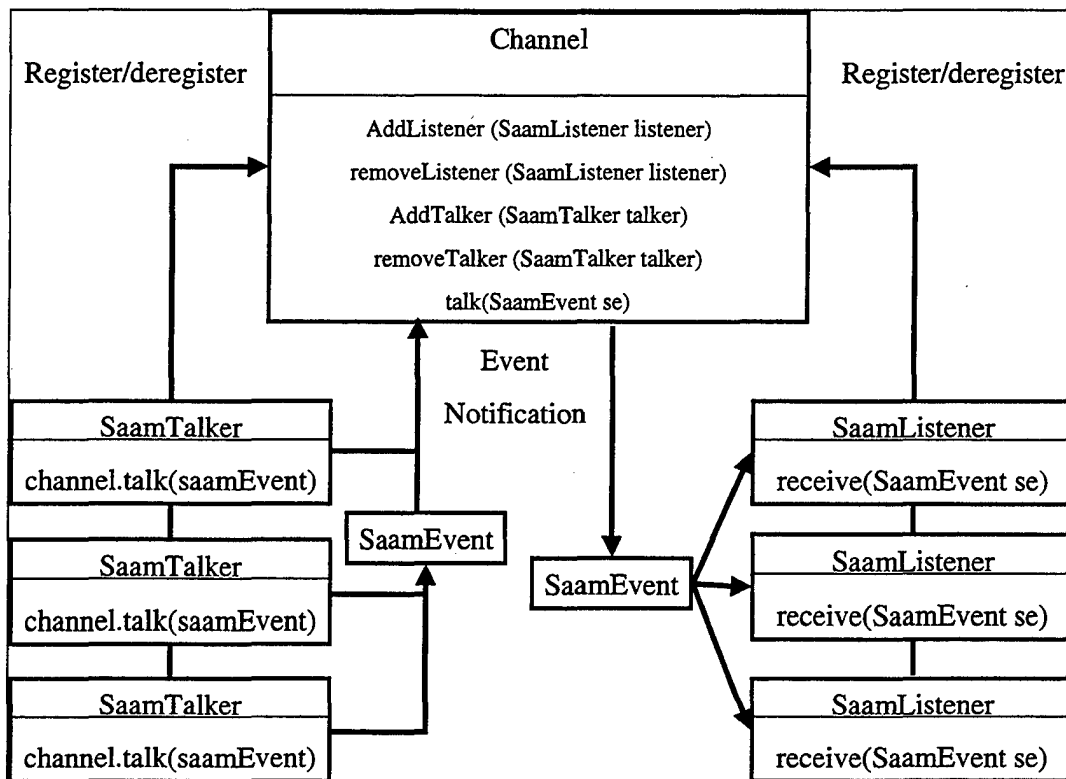 Channel
Register/deregister
Register/deregister
AddListener (SaamListener listener)
removeListener (SaamListener listener)
AddTalker (SaamTalker talker)
removeTalker (SaamTalker talker)
talk(SaamEvent se)
Event
Notification
SaamTalker
channel.talk(saamEvent)
SaamEvent
SaamTalker
channel.talk(saamEvent)
SaamTalker
channel.talk(saamEvent)
SaamEvent
SaamListener
receive(SaamEvent se)
SaamListener
receive(SaamEvent se)
SaamListener
receive(SaamEvent se)